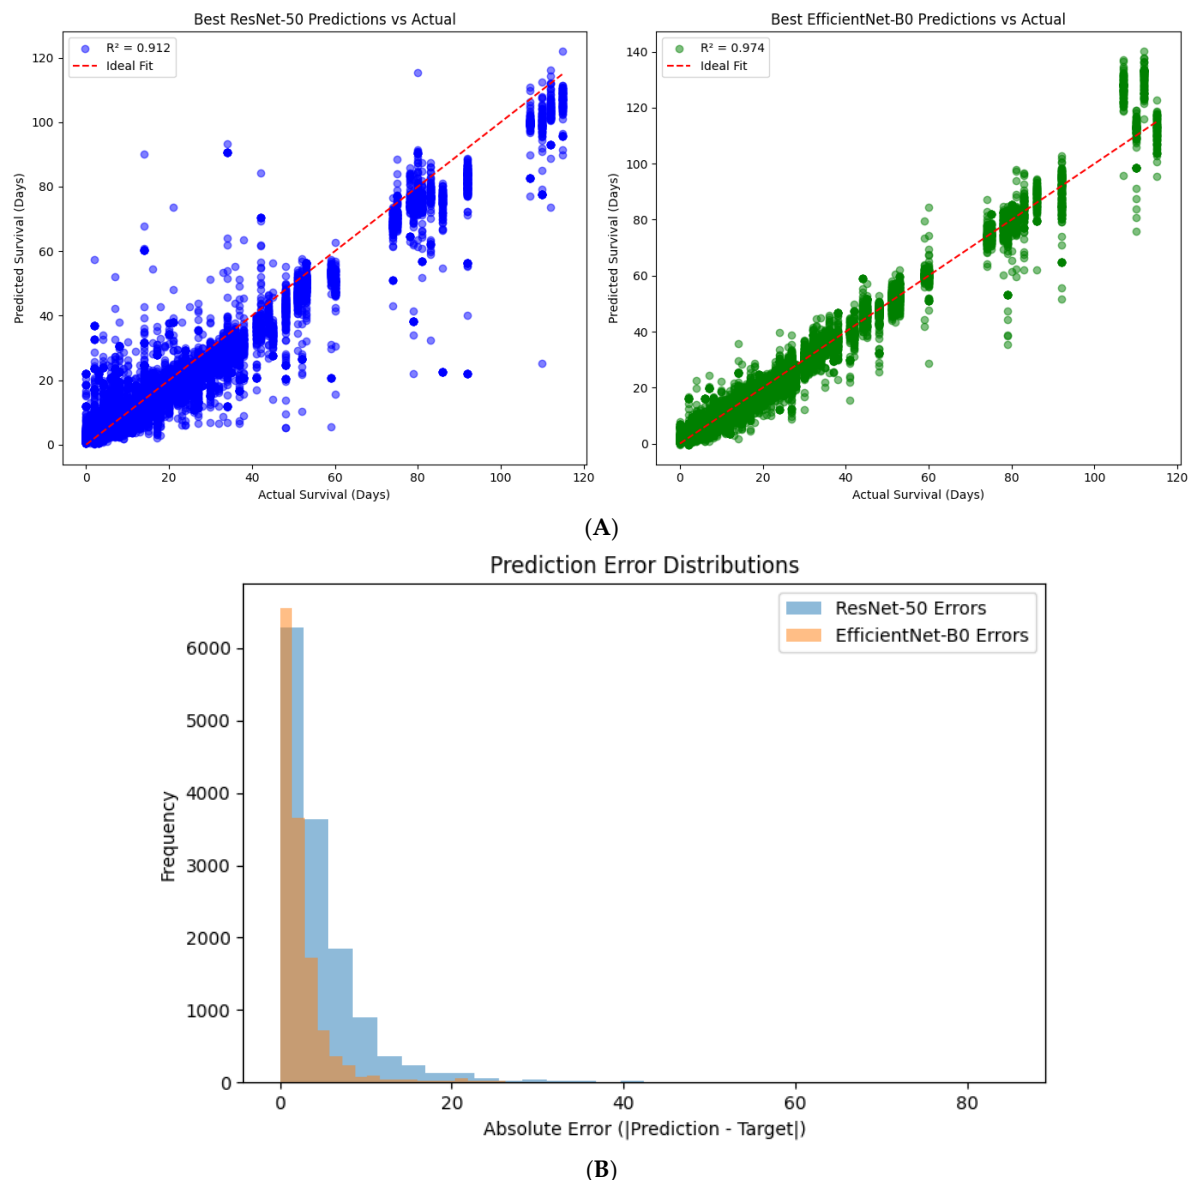 Best ResNet-50 Predictions vs Actual
R² = 0.912
Ideal Fit
Predicted Survival (Days)
120
100
80
60
40
20
0
0 20 40 60 80 100 120
Actual Survival (Days)
Best EfficientNet-B0 Predictions vs Actual
R² = 0.974
Ideal Fit
Predicted Survival (Days)
140
120
100
80
60
40
20
0
0 20 40 60 80 100 120
Actual Survival (Days)
(A)
Prediction Error Distributions
ResNet-50 Errors
EfficientNet-B0 Errors
Frequency
6000
5000
4000
3000
2000
1000
0
0 20 40 60 80
Absolute Error (|Prediction - Target|)
(B)